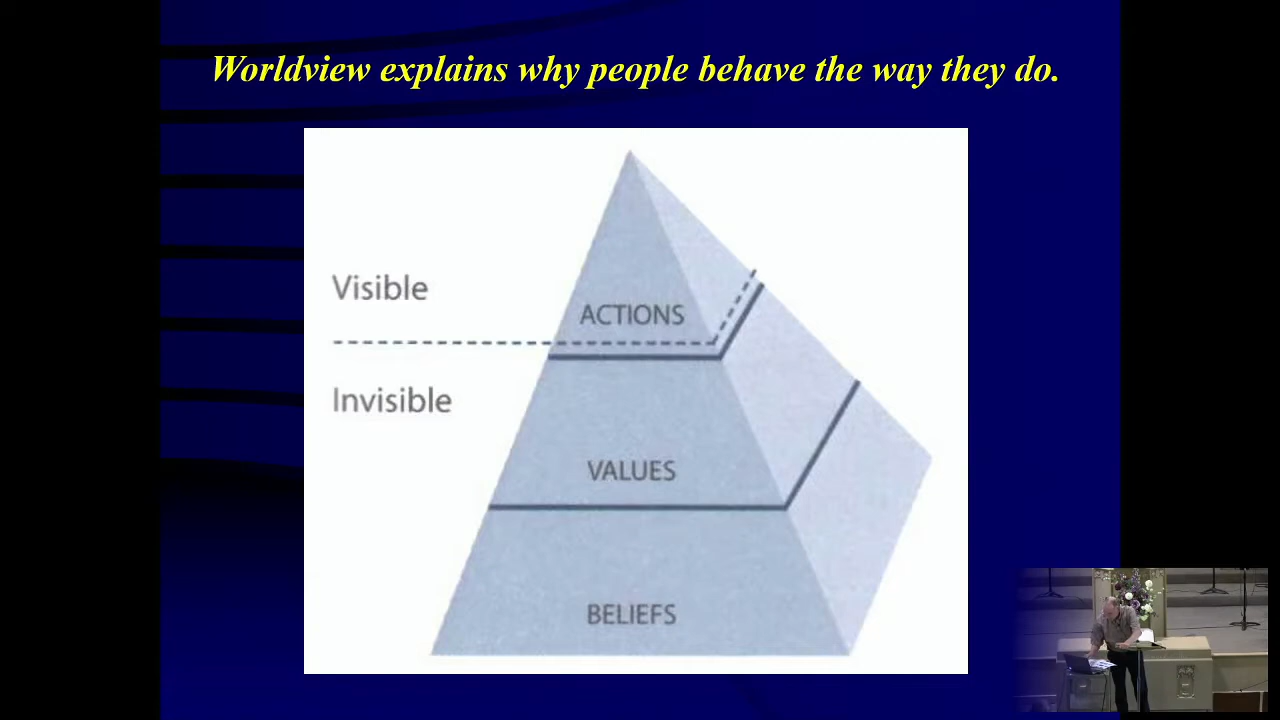 Worldview explains why people behave the way they do.
Visible
ACTIONS
Invisible
VALUES
BELIEFS